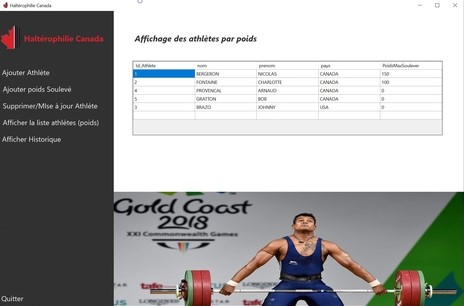 Haltérophilie Canada
Haltérophilie Canada
Affichage des athlètes par poids
Ajouter Athlète
Ajouter poids Soulevé
Supprimer/MIse à jour Athlète
Afficher la liste athlètes (poids)
Afficher Historique
Quitter
Id_Athlete nom prenom pays PoidsMaxSoulever
1 BERGERON NICOLAS CANADA 150
2 FONTAINE CHARLOTTE CANADA 100
4 PROVENCAL ARNAUD CANADA 0
5 GRATTON BOB CANADA 0
3 BRAZO JOHNNY USA 0
Gold Coast
2018
XXI Commonwealth Games
tafe